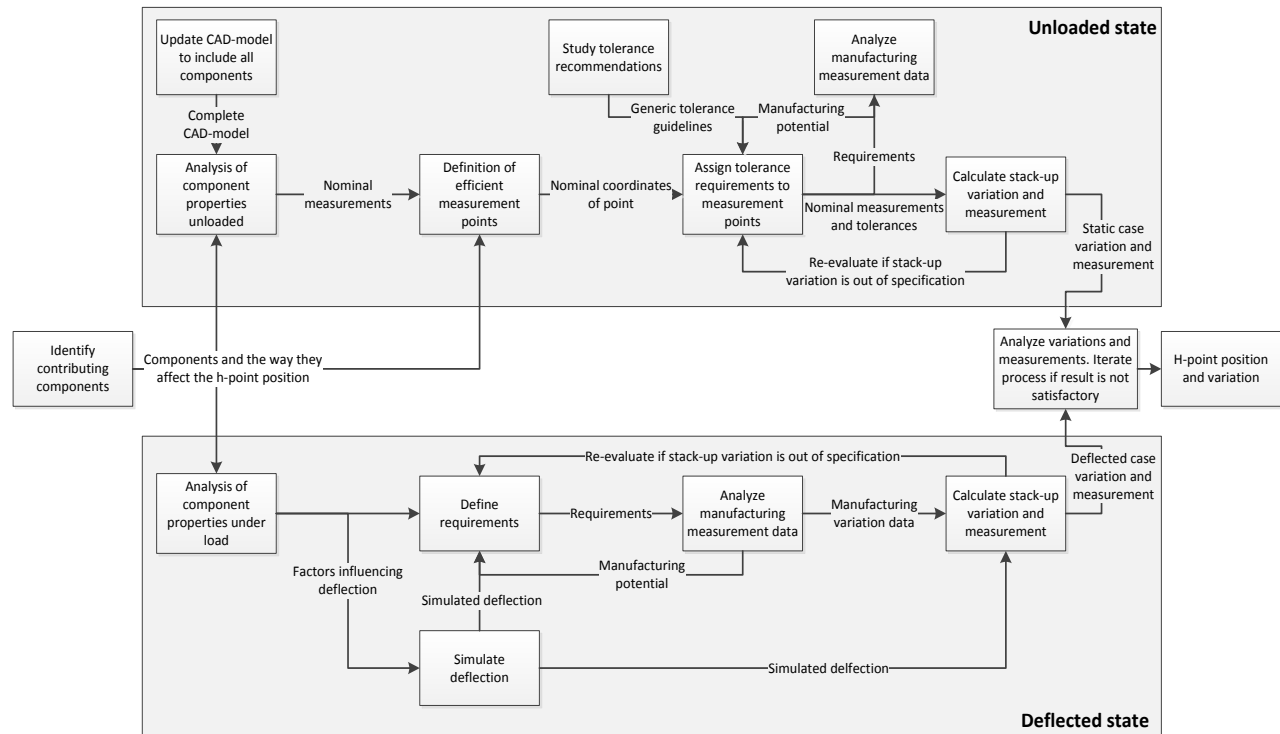 Unloaded state
Update CAD-model
to include all
components
Study tolerance
recommendations
Analyze
manufacturing
measurement data
Complete
CAD-model
Generic tolerance
guidelines
Manufacturing
potential
Requirements
Analysis of
component
properties
unloaded
Nominal
measurements
Definition of
efficient
measurement
points
Nominal coordinates
of point
Assign tolerance
requirements to
measurement
points
Nominal measurements
and tolerances
Calculate stack-up
variation and
measurement
Static case
variation and
measurement
Re-evaluate if stack-up
variation is out of specification
Identify
contributing
components
Components and the way they
affect the h-point position
Analyze variations and
measurements. Iterate
process if result is not
satisfactory
H-point position
and variation
Re-evaluate if stack-up variation is out of specification
Deflected case
variation and
measurement
Analysis of
component
properties under
load
Define
requirements
Requirements
Analyze
manufacturing
measurement data
Manufacturing
variation data
Calculate stack-up
variation and
measurement
Factors influencing
deflection
Manufacturing
potential
Simulated deflection
Simulate
deflection
Simulated delfection
Deflected state